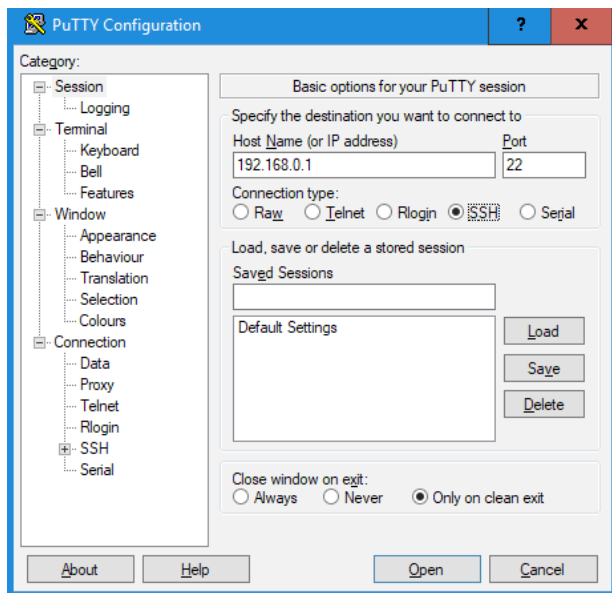 PuTTY Configuration
?
x
Category:
Session
Logging
Terminal
Keyboard
Bell
Features
Window
Appearance
Behaviour
Translation
Selection
Colours
Connection
Data
Proxy
Telnet
Rlogin
SSH
Serial
Basic options for your PuTTY session
Specify the destination you want to connect to
Host Name (or IP address) Port
192.168.0.1 22
Connection type:
Raw Telnet Rlogin SSH Serial
Load, save or delete a stored session
Saved Sessions
Default Settings
Load
Save
Delete
Close window on exit:
Always Never Only on clean exit
About Help Open Cancel